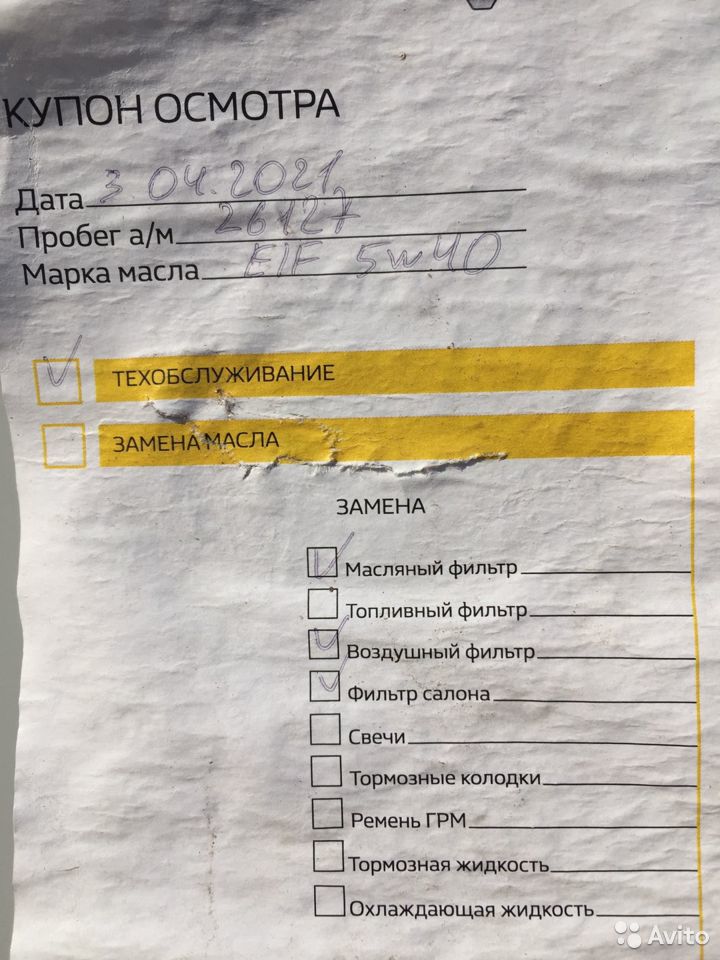 КУПОН ОСМОТРА
Дата 3 04.2021
Пробег а/м 26127
Марка масла ElF 5w40
ТЕХОБСЛУЖИВАНИЕ
ЗАМЕНА МАСЛА
ЗАМЕНА
Масляный фильтр
Топливный фильтр
Воздушный фильтр
Фильтр салона
Свечи
Тормозные колодки
Ремень ГРМ
Тормозная жидкость
Охлаждающая жидкость
Avito